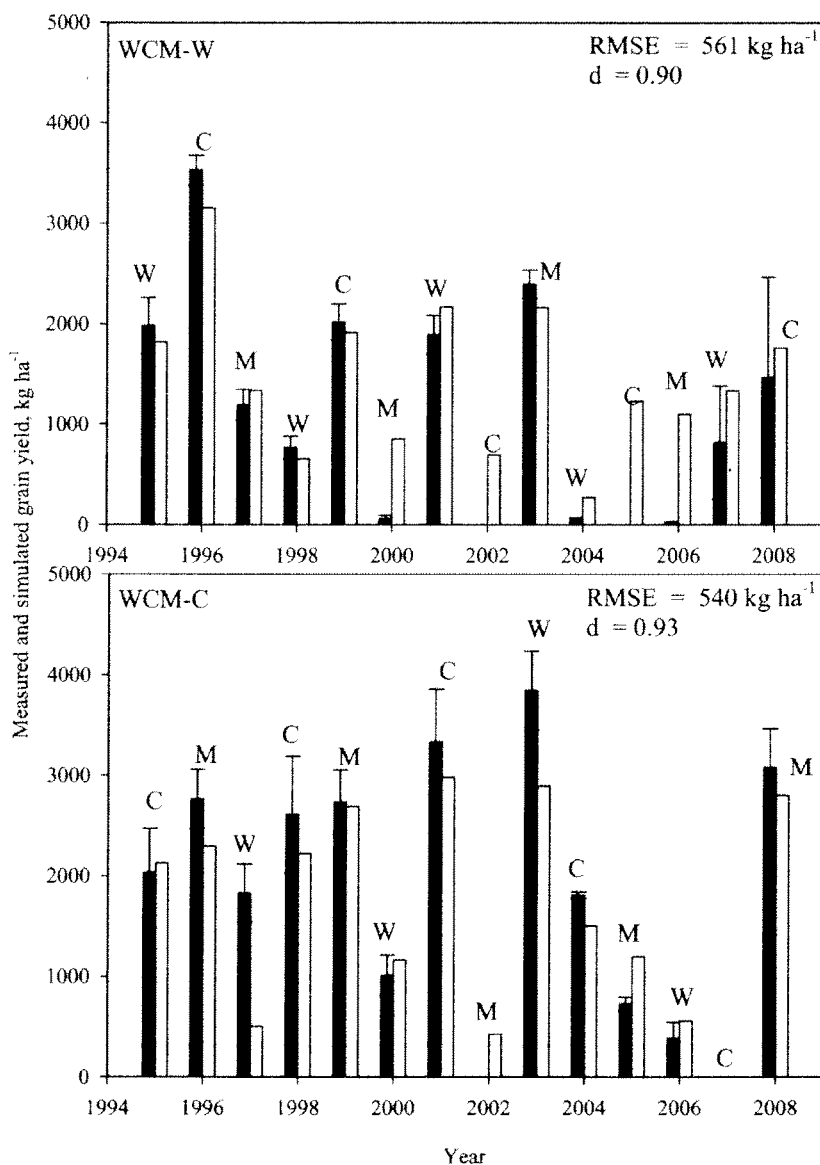 5000
WCM-W
RMSE = 561 kg ha-1
d = 0.90
4000
3000
2000
1000
0
W
C
M
W
C
M
W
C
M
W
C
M
W
C
1994 1996 1998 2000 2002 2004 2006 2008
Measured and simulated grain yield, kg ha-1
5000
WCM-C
RMSE = 540 kg ha-1
d = 0.93
4000
3000
2000
1000
0
C
M
W
C
M
W
C
M
W
C
M
W
C
M
1994 1996 1998 2000 2002 2004 2006 2008
Year